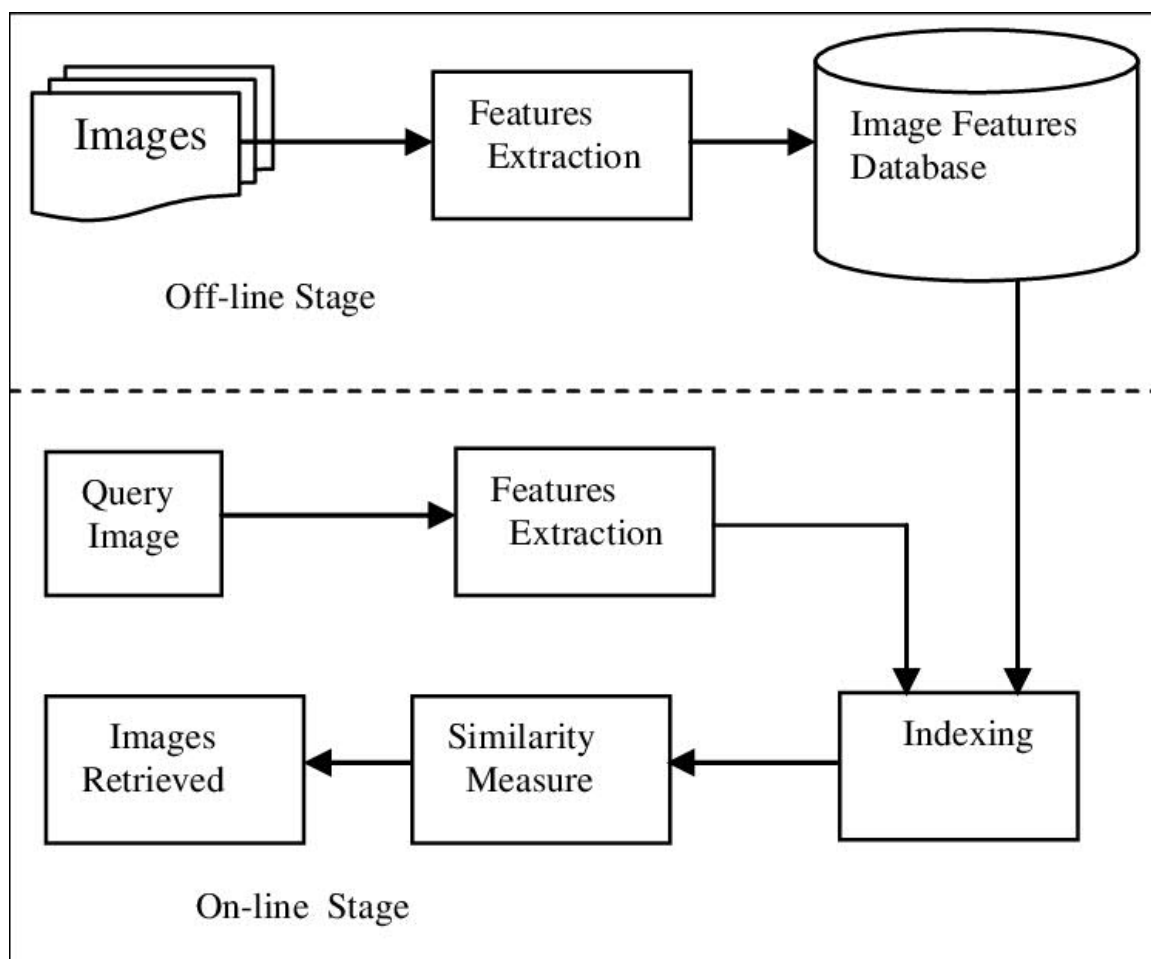 Images
Features
Extraction
Image Features
Database
Off-line Stage
Query
Image
Features
Extraction
Images
Retrieved
Similarity
Measure
Indexing
On-line Stage